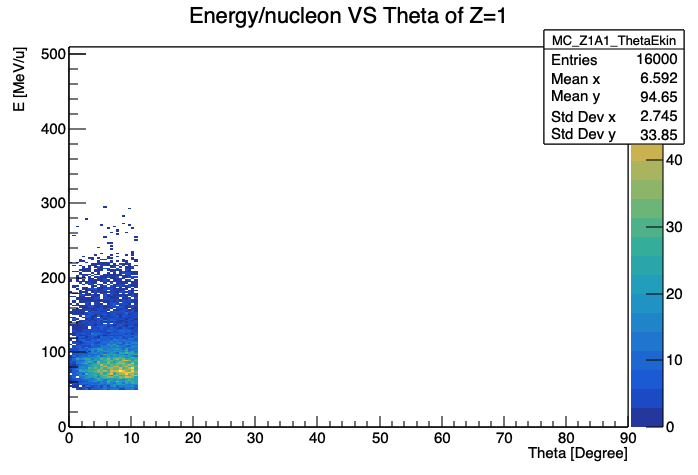 Energy/nucleon VS Theta of Z=1
MC_Z1A1_ThetaEkin
Entries 16000
Mean x 6.592
Mean y 94.65
Std Dev x 2.745
Std Dev y 33.85
E [MeV/u]
500
400
300
200
100
0
0 10 20 30 40 50 60 70 80 90
Theta [Degree]
40
30
20
10
0